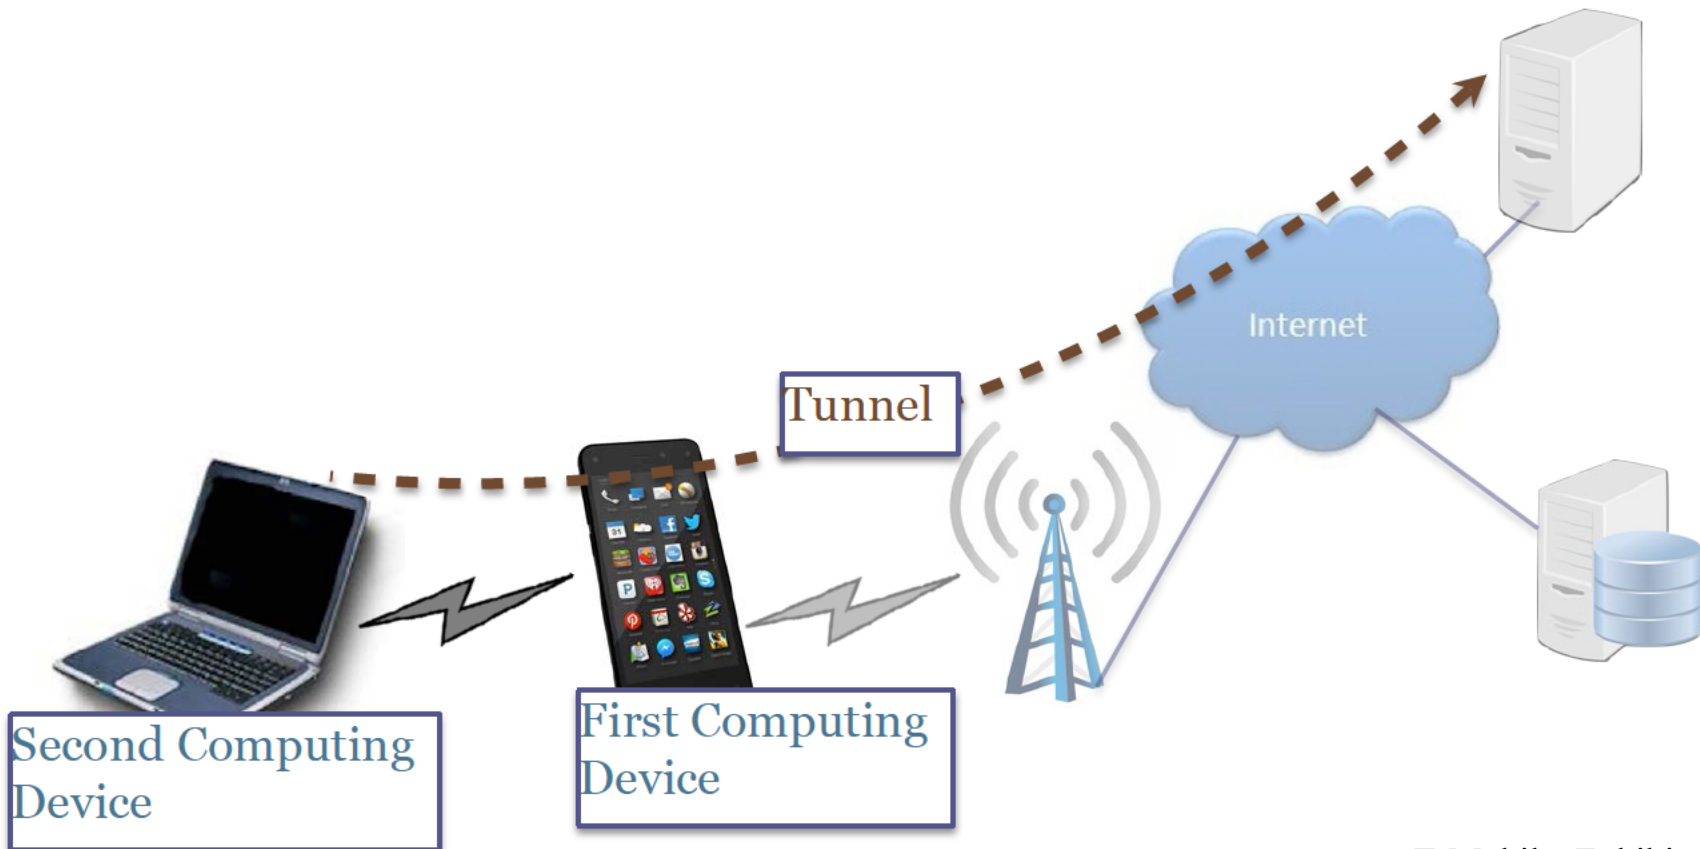 Internet
Tunnel
First Computing
Device
Second Computing
Device